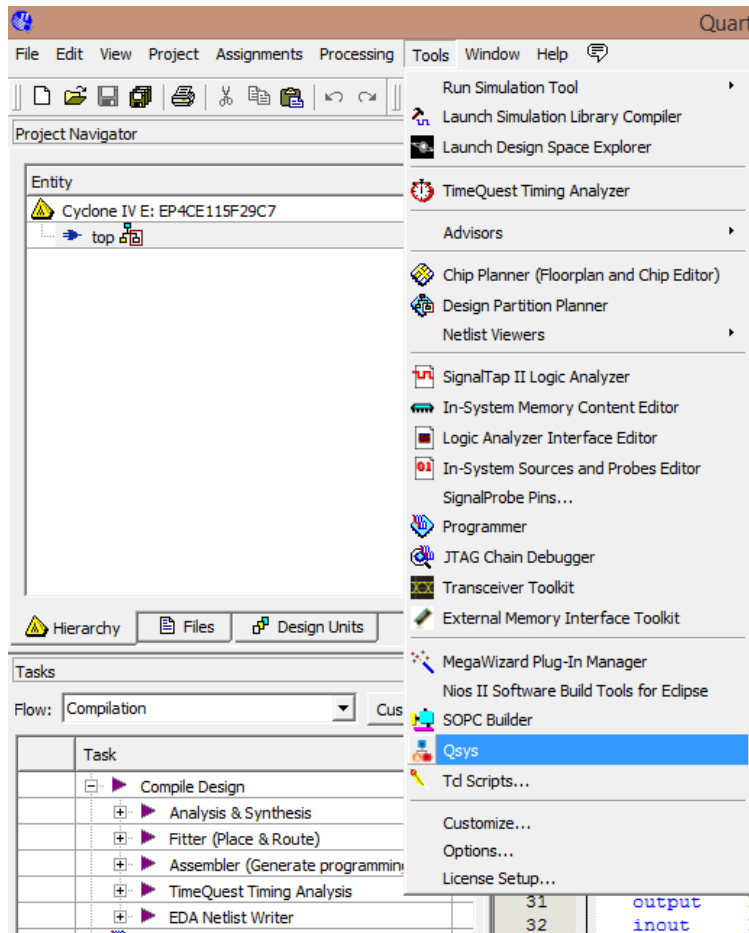 Quart
File Edit View Project Assignments Processing Tools Window Help
Project Navigator
Entity
Cyclone IV E: EP4CE115F29C7
top
Hierarchy Files Design Units
Tasks
Flow: Compilation Cus
Task
Compile Design
Analysis & Synthesis
Fitter (Place & Route)
Assembler (Generate programming
TimeQuest Timing Analysis
EDA Netlist Writer
Run Simulation Tool
Launch Simulation Library Compiler
Launch Design Space Explorer
TimeQuest Timing Analyzer
Advisors
Chip Planner (Floorplan and Chip Editor)
Design Partition Planner
Netlist Viewers
SignalTap II Logic Analyzer
In-System Memory Content Editor
Logic Analyzer Interface Editor
In-System Sources and Probes Editor
SignalProbe Pins...
Programmer
JTAG Chain Debugger
Transceiver Toolkit
External Memory Interface Toolkit
MegaWizard Plug-In Manager
Nios II Software Build Tools for Eclipse
SOPC Builder
Qsys
Tcl Scripts...
Customize...
Options...
License Setup...
31 output
32 inout